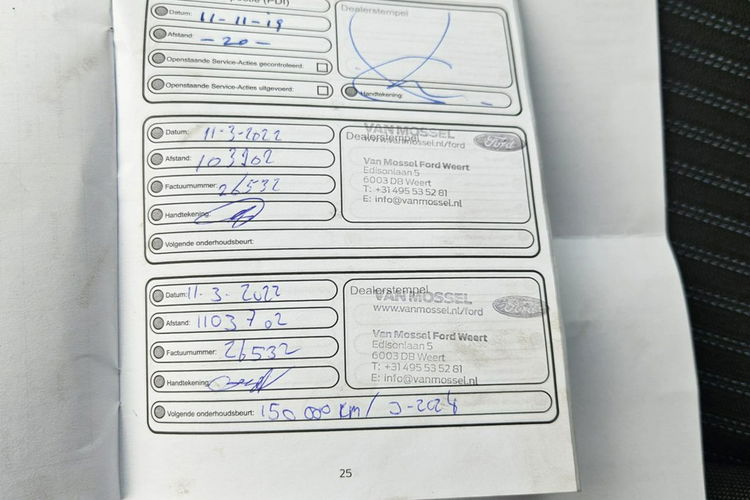 (PDI)
Datum: 11-11-19
Afstand: -20-
Openstaande Service-Acties gecontroleerd:
Openstaande Service-Acties uitgevoerd:
Dealerstempel
Handtekening:
Datum: 11-3-2022
Afstand: 103902
Factuurnummer: 26532
Handtekening:
Volgende onderhoudsbeurt:
Dealerstempel
VAN MOSSEL
www.vanmossel.nl/ford
Ford
Van Mossel Ford Weert
Edisonlaan 5
6003 DB Weert
T: +31 495 53 52 81
E: info@vanmossel.nl
Datum: 11-3-2022
Afstand: 1103702
Factuurnummer: 26532
Handtekening:
Volgende onderhoudsbeurt: 150 000 km / 3-2024
Dealerstempel
VAN MOSSEL
www.vanmossel.nl/ford
Ford
Van Mossel Ford Weert
Edisonlaan 5
6003 DB Weert
T: +31 495 53 52 81
E: info@vanmossel.nl
25